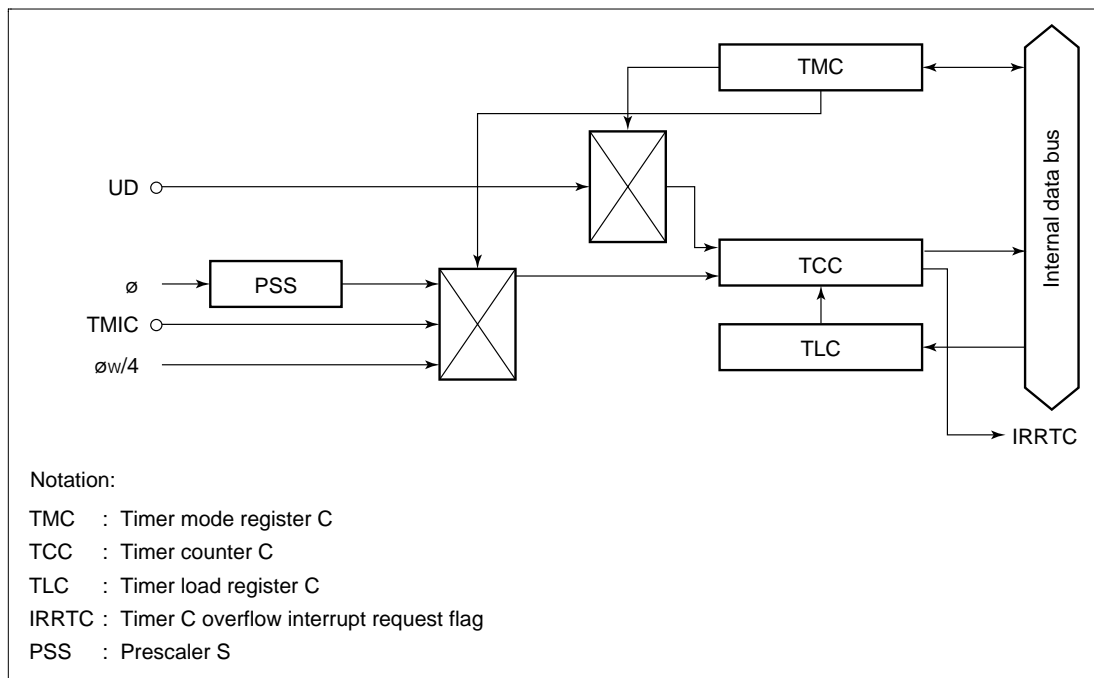 TMC
UD
TCC
ø
PSS
TMIC
TLC
øw/4
Internal data bus
IRRTC
Notation:
TMC : Timer mode register C
TCC : Timer counter C
TLC : Timer load register C
IRRTC : Timer C overflow interrupt request flag
PSS : Prescaler S